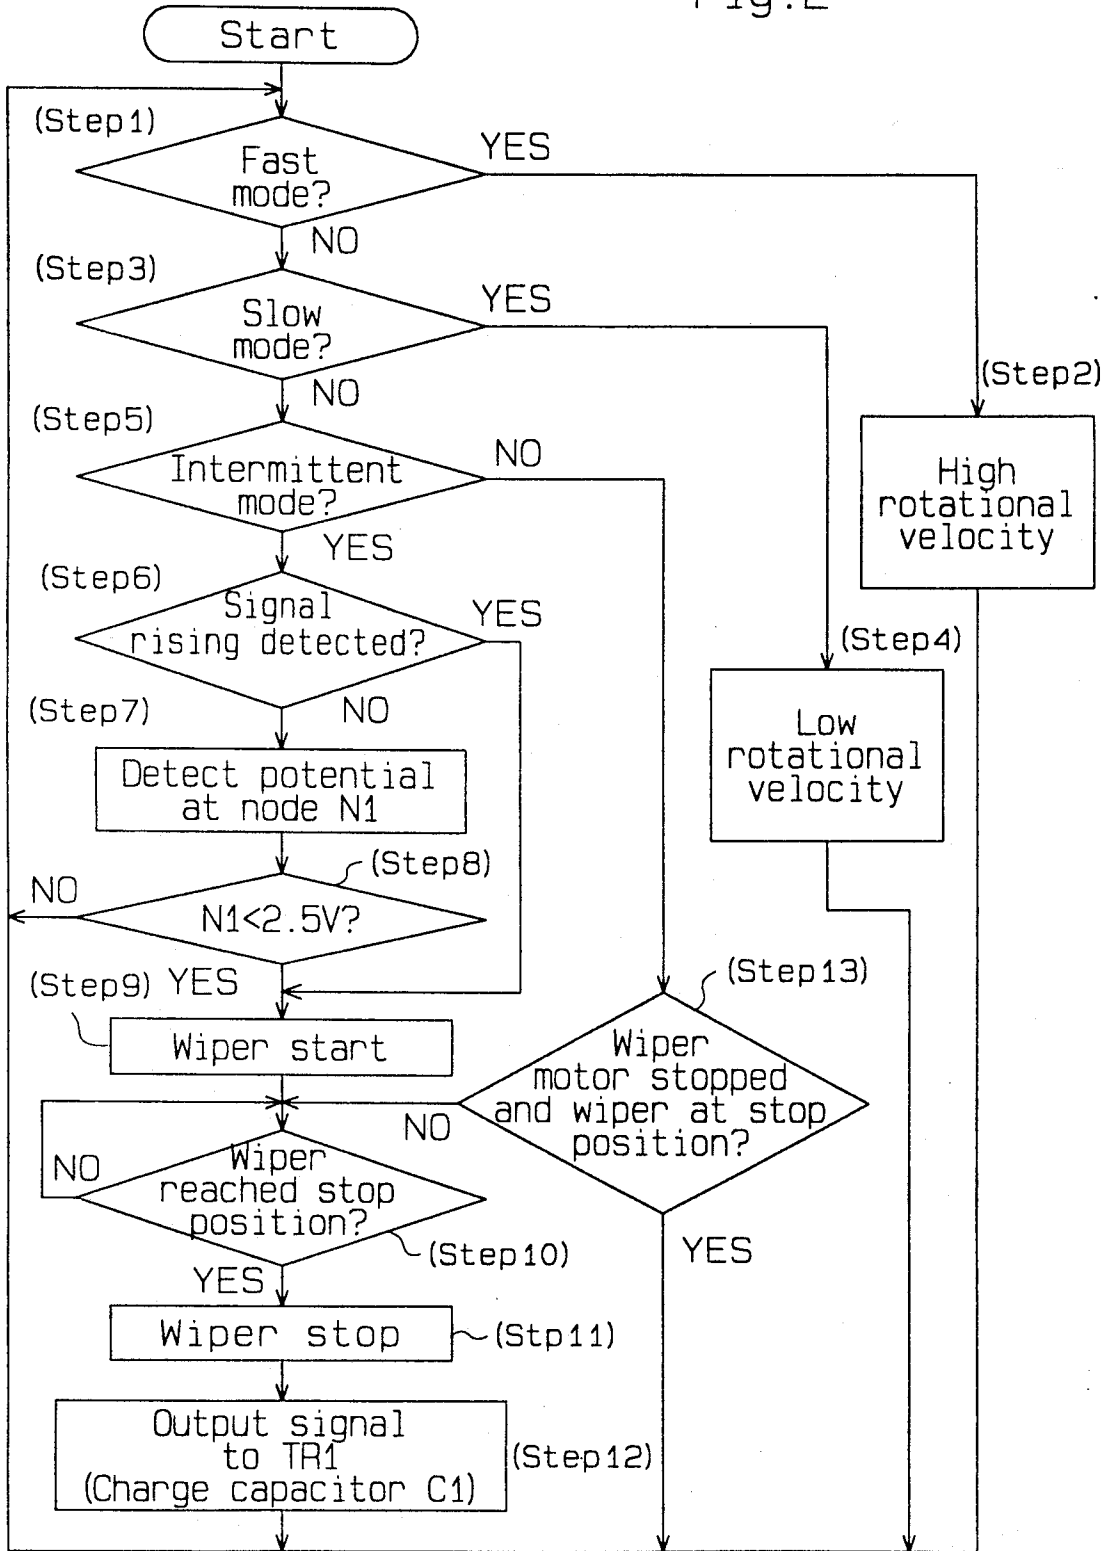 Fig.2
Start
(Step1)
Fast
mode?
YES
NO
(Step3)
Slow
mode?
YES
NO
(Step2)
High
rotational
velocity
(Step5)
Intermittent
mode?
NO
YES
(Step6)
Signal
rising detected?
YES
NO
(Step4)
Low
rotational
velocity
(Step7)
Detect potential
at node N1
(Step8)
N1<2.5V?
NO
YES
(Step9)
Wiper start
(Step13)
Wiper
motor stopped
and wiper at stop
position?
NO
YES
Wiper
reached stop
position?
NO
(Step10)
YES
Wiper stop
(Stp11)
Output signal
to TR1
(Charge capacitor C1)
(Step12)